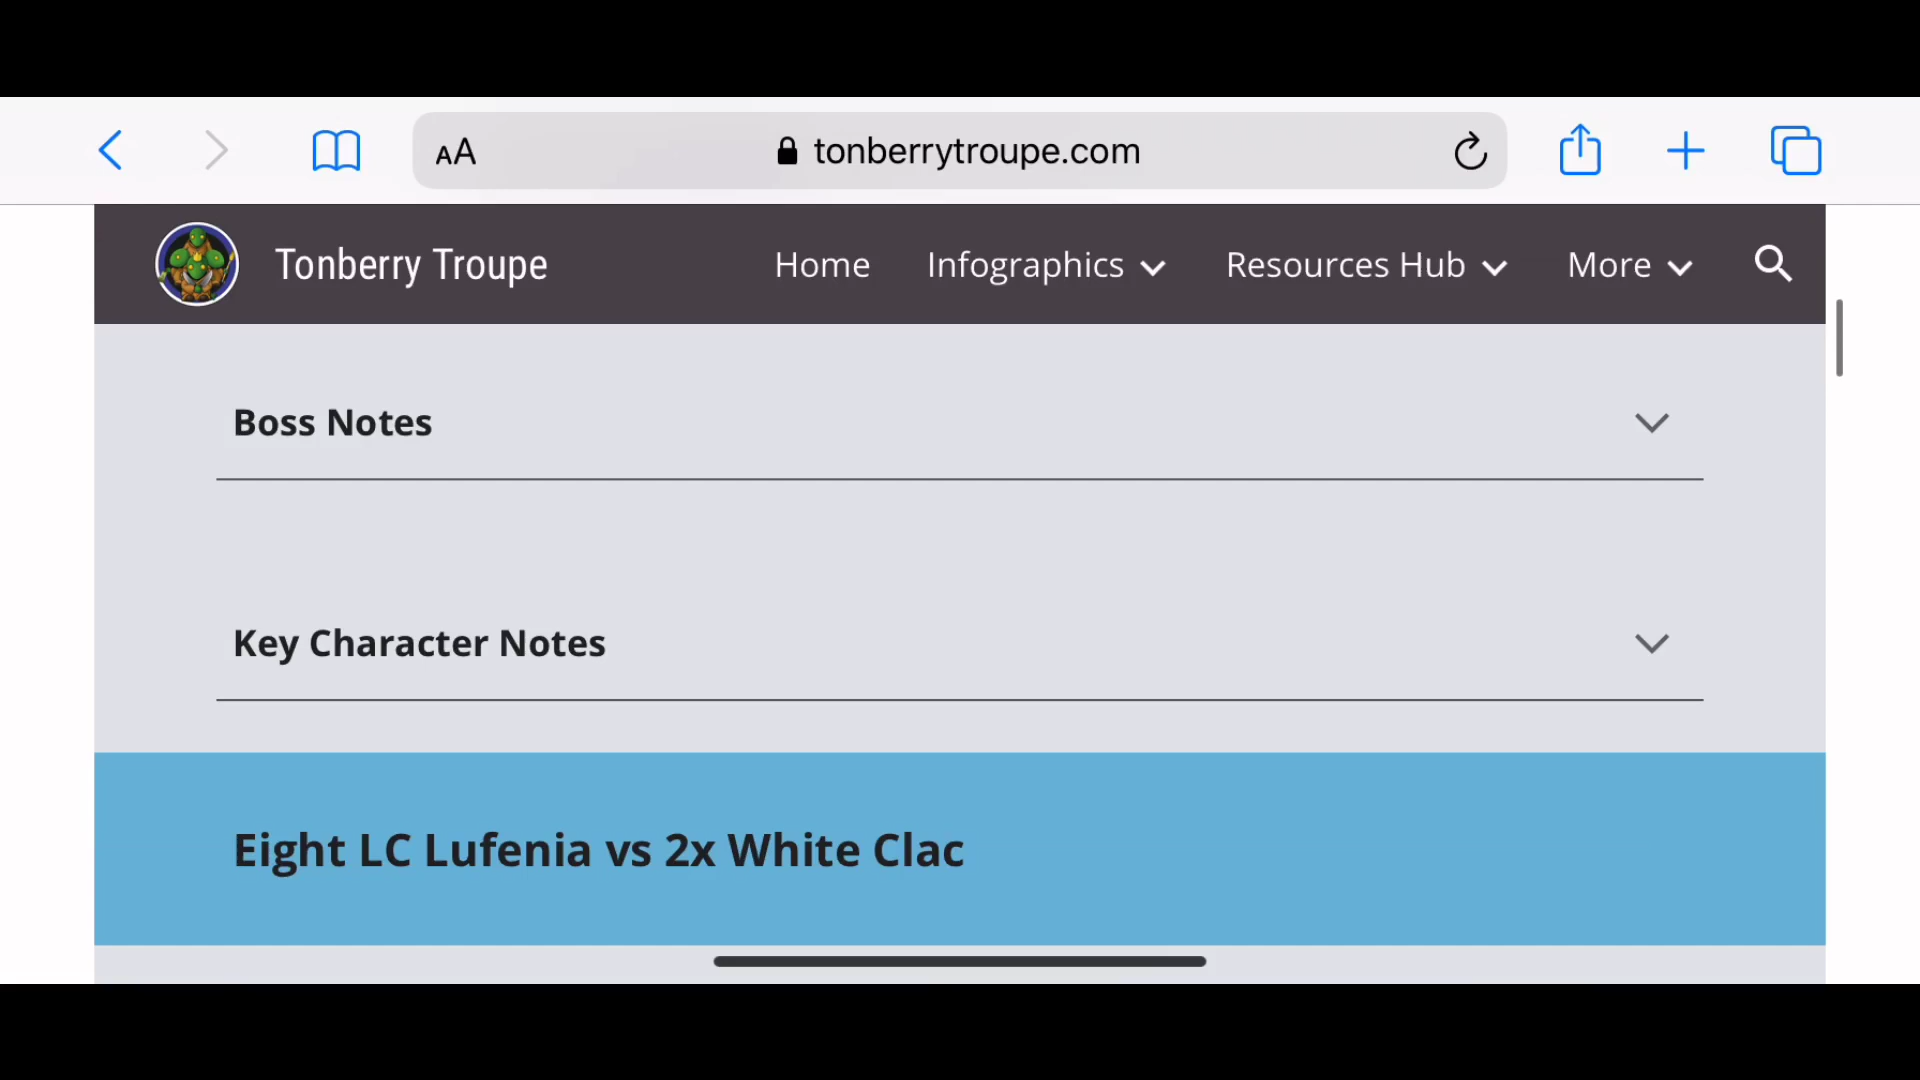 AA
tonberrytroupe.com
Tonberry Troupe
Home
Infographics
Resources Hub
More
Boss Notes
Key Character Notes
Eight LC Lufenia vs 2x White Clac